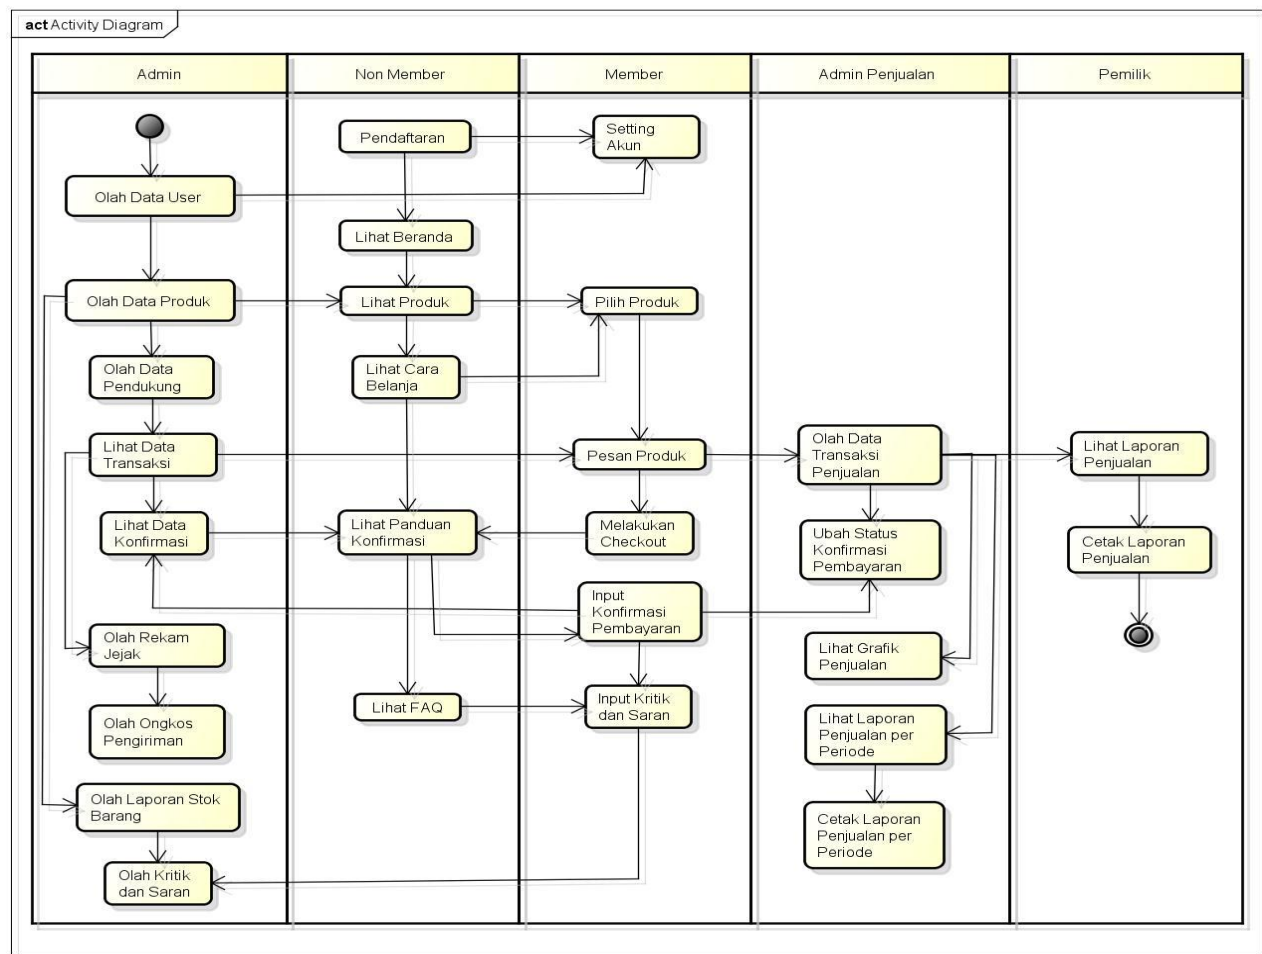 act Activity Diagram
Admin
Non Member
Member
Admin Penjualan
Pemilik
Pendaftaran
Setting
Akun
Olah Data User
Lihat Beranda
Olah Data Produk
Lihat Produk
Pilih Produk
Olah Data
Pendukung
Lihat Cara
Belanja
Lihat Data
Transaksi
Pesan Produk
Olah Data
Transaksi
Penjualan
Lihat Laporan
Penjualan
Lihat Data
Konfirmasi
Lihat Panduan
Konfirmasi
Melakukan
Checkout
Ubah Status
Konfirmasi
Pembayaran
Cetak Laporan
Penjualan
Input
Konfirmasi
Pembayaran
Olah Rekam
Jejak
Lihat Grafik
Penjualan
Olah Ongkos
Pengiriman
Lihat FAQ
Input Kritik
dan Saran
Lihat Laporan
Penjualan per
Periode
Olah Laporan Stok
Barang
Cetak Laporan
Penjualan per
Periode
Olah Kritik
dan Saran